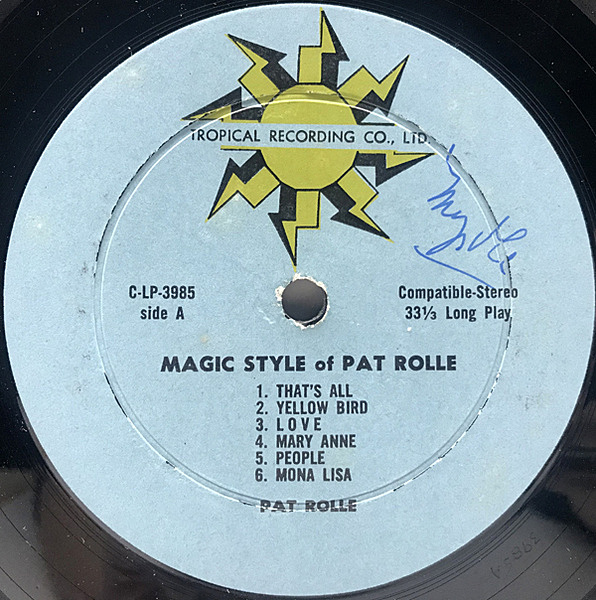 TROPICAL RECORDING CO., LTD.
C-LP-3985
side A
Compatible-Stereo
33⅓ Long Play
MAGIC STYLE of PAT ROLLE
1. THAT'S ALL
2. YELLOW BIRD
3. LOVE
4. MARY ANNE
5. PEOPLE
6. MONA LISA
PAT ROLLE